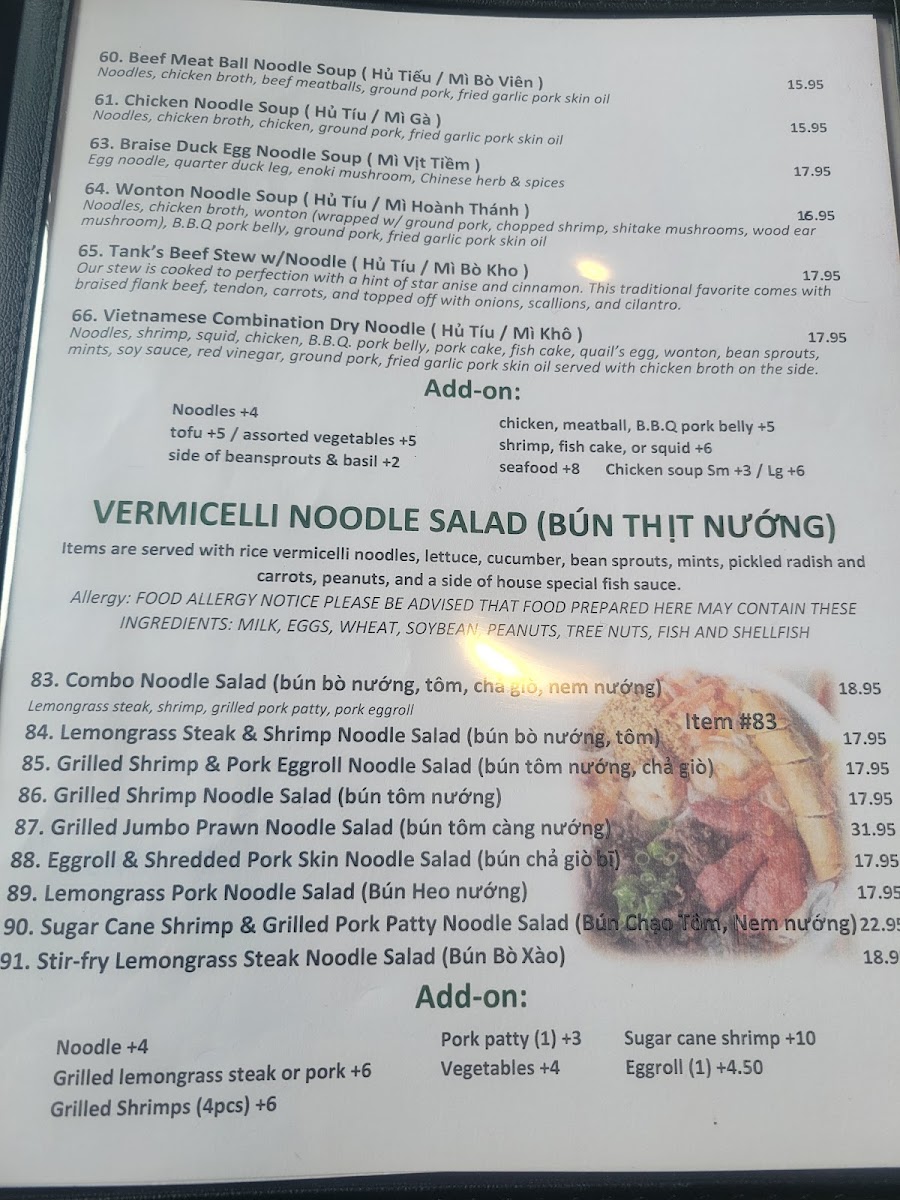 60. Beef Meat Ball Noodle Soup ( Hủ Tiếu / Mì Bò Viên ) 15.95
Noodles, chicken broth, beef meatballs, ground pork, fried garlic pork skin oil
61. Chicken Noodle Soup ( Hủ Tíu / Mì Gà ) 15.95
Noodles, chicken broth, chicken, ground pork, fried garlic pork skin oil
63. Braise Duck Egg Noodle Soup ( Mì Vịt Tiềm ) 17.95
Egg noodle, quarter duck leg, enoki mushroom, Chinese herb & spices
64. Wonton Noodle Soup ( Hủ Tíu / Mì Hoành Thánh ) 16.95
Noodles, chicken broth, wonton (wrapped w/ ground pork, chopped shrimp, shitake mushrooms, wood ear
mushroom), B.B.Q pork belly, ground pork, fried garlic pork skin oil
65. Tank's Beef Stew w/Noodle ( Hủ Tíu / Mì Bò Kho ) 17.95
Our stew is cooked to perfection with a hint of star anise and cinnamon. This traditional favorite comes with
braised flank beef, tendon, carrots, and topped off with onions, scallions, and cilantro.
66. Vietnamese Combination Dry Noodle ( Hủ Tíu / Mì Khô ) 17.95
Noodles, shrimp, squid, chicken, B.B.Q. pork belly, pork cake, fish cake, quail's egg, wonton, bean sprouts,
mints, soy sauce, red vinegar, ground pork, fried garlic pork skin oil served with chicken broth on the side.
Add-on:
Noodles +4
tofu +5 / assorted vegetables +5
side of beansprouts & basil +2
chicken, meatball, B.B.Q pork belly +5
shrimp, fish cake, or squid +6
seafood +8 Chicken soup Sm +3 / Lg +6
VERMICELLI NOODLE SALAD (BÚN THỊT NƯỚNG)
Items are served with rice vermicelli noodles, lettuce, cucumber, bean sprouts, mints, pickled radish and
carrots, peanuts, and a side of house special fish sauce.
Allergy: FOOD ALLERGY NOTICE PLEASE BE ADVISED THAT FOOD PREPARED HERE MAY CONTAIN THESE
INGREDIENTS: MILK, EGGS, WHEAT, SOYBEAN, PEANUTS, TREE NUTS, FISH AND SHELLFISH
83. Combo Noodle Salad (bún bò nướng, tôm, chả giò, nem nướng) 18.95
Lemongrass steak, shrimp, grilled pork patty, pork eggroll
Item #83
84. Lemongrass Steak & Shrimp Noodle Salad (bún bò nướng, tôm) 17.95
85. Grilled Shrimp & Pork Eggroll Noodle Salad (bún tôm nướng, chả giò) 17.95
86. Grilled Shrimp Noodle Salad (bún tôm nướng) 17.95
87. Grilled Jumbo Prawn Noodle Salad (bún tôm càng nướng) 31.95
88. Eggroll & Shredded Pork Skin Noodle Salad (bún chả giò bĩ) 17.95
89. Lemongrass Pork Noodle Salad (Bún Heo nướng) 17.95
90. Sugar Cane Shrimp & Grilled Pork Patty Noodle Salad (Bún Chạo Tôm, Nem nướng) 22.95
91. Stir-fry Lemongrass Steak Noodle Salad (Bún Bò Xào) 18.9
Add-on:
Noodle +4
Grilled lemongrass steak or pork +6
Grilled Shrimps (4pcs) +6
Pork patty (1) +3
Vegetables +4
Sugar cane shrimp +10
Eggroll (1) +4.50